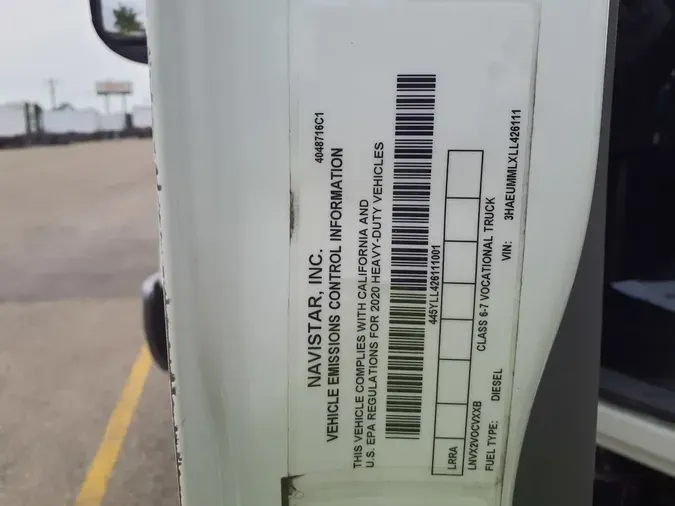 4048716C1
NAVISTAR, INC.
VEHICLE EMISSIONS CONTROL INFORMATION
THIS VEHICLE COMPLIES WITH CALIFORNIA AND
U.S. EPA REGULATIONS FOR 2020 HEAVY-DUTY VEHICLES
445YLL426111001
LRRA
LNVX2VOCVXXB
CLASS 6-7 VOCATIONAL TRUCK
FUEL TYPE: DIESEL
VIN: 3HAEUMMLXLL426111